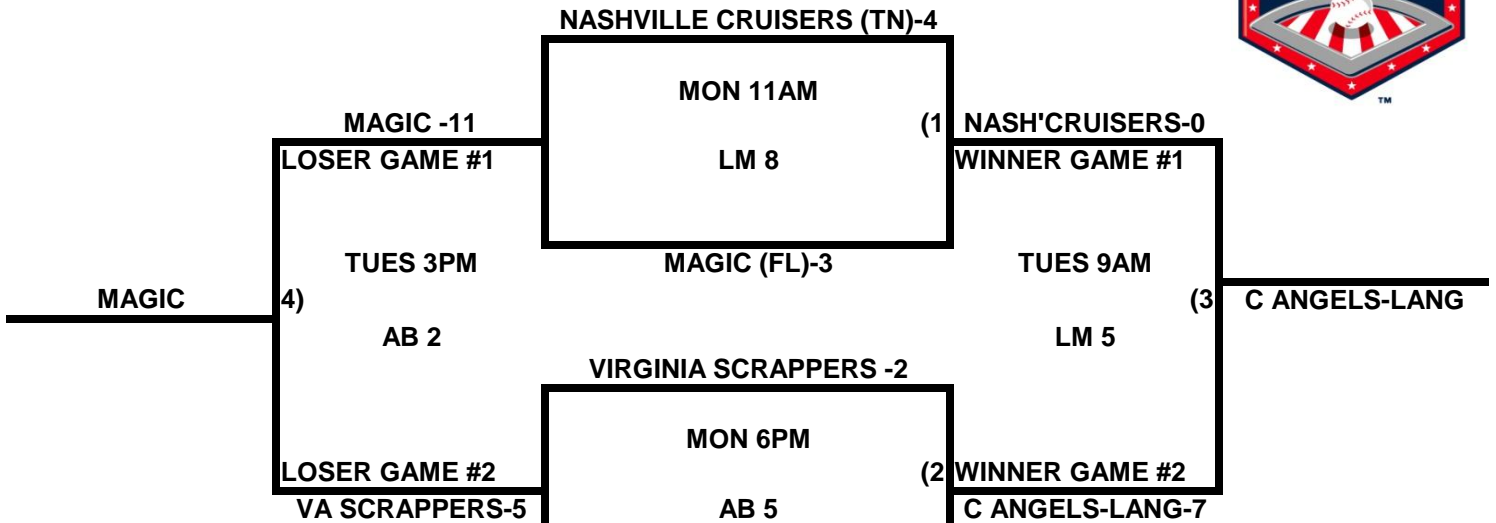 NASHVILLE CRUISERS (TN)-4
MON 11AM
MAGIC -11
(1
NASH'CRUISERS-0
LOSER GAME #1
LM 8
WINNER GAME #1
TUES 3PM
MAGIC (FL)-3
TUES 9AM
MAGIC
4)
(3
C ANGELS-LANG
AB 2
LM 5
VIRGINIA SCRAPPERS -2
MON 6PM
LOSER GAME #2
(2
WINNER GAME #2
VA SCRAPPERS-5
AB 5
C ANGELS-LANG-7
TM